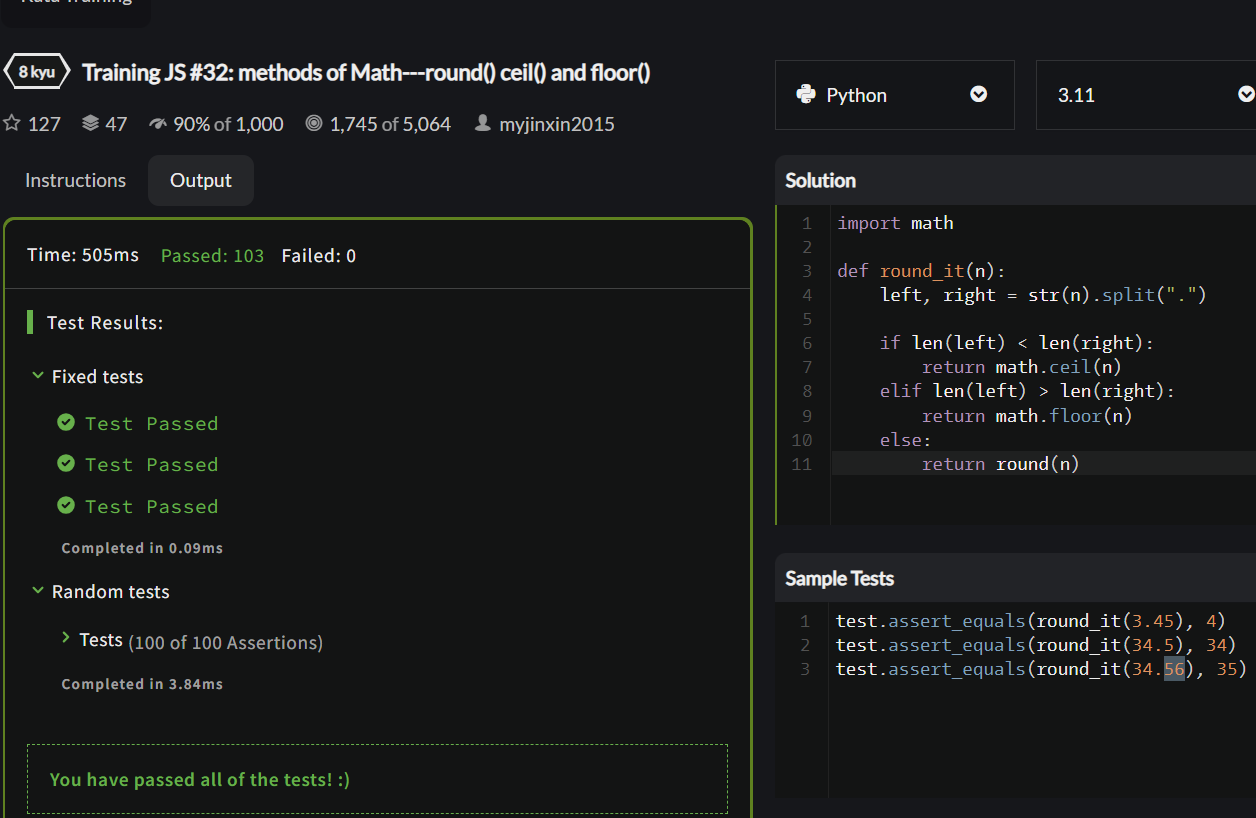 Kata Training
8 kyu Training JS #32: methods of Math---round() ceil() and floor()
127 47 90% of 1,000 1,745 of 5,064 myjinxin2015
Instructions Output
Time: 505ms Passed: 103 Failed: 0
Test Results:
Fixed tests
Test Passed
Test Passed
Test Passed
Completed in 0.09ms
Random tests
Tests (100 of 100 Assertions)
Completed in 3.84ms
You have passed all of the tests! :)
Python 3.11
Solution
1 import math
2
3 def round_it(n):
4     left, right = str(n).split(".")
5
6     if len(left) < len(right):
7         return math.ceil(n)
8     elif len(left) > len(right):
9         return math.floor(n)
10     else:
11         return round(n)
Sample Tests
1 test.assert_equals(round_it(3.45), 4)
2 test.assert_equals(round_it(34.5), 34)
3 test.assert_equals(round_it(34.56), 35)